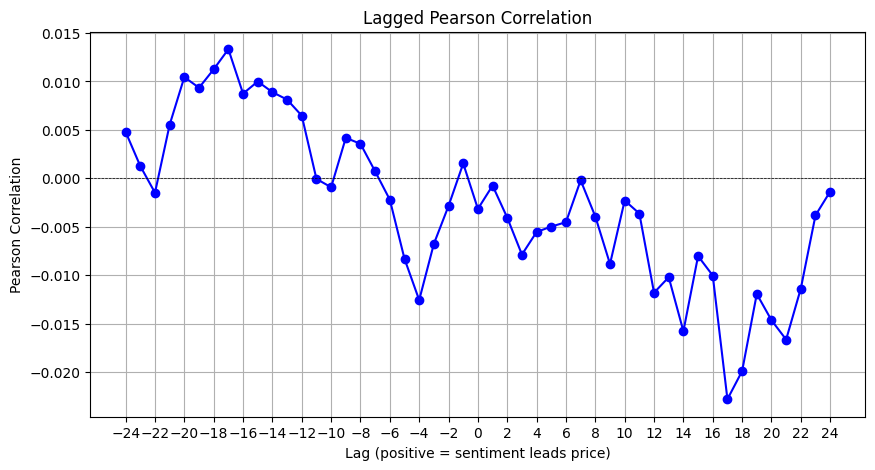 Lagged Pearson Correlation
0.015
0.010
0.005
0.000
−0.005
−0.010
−0.015
−0.020
Pearson Correlation
−24 −22 −20 −18 −16 −14 −12 −10 −8 −6 −4 −2 0 2 4 6 8 10 12 14 16 18 20 22 24
Lag (positive = sentiment leads price)